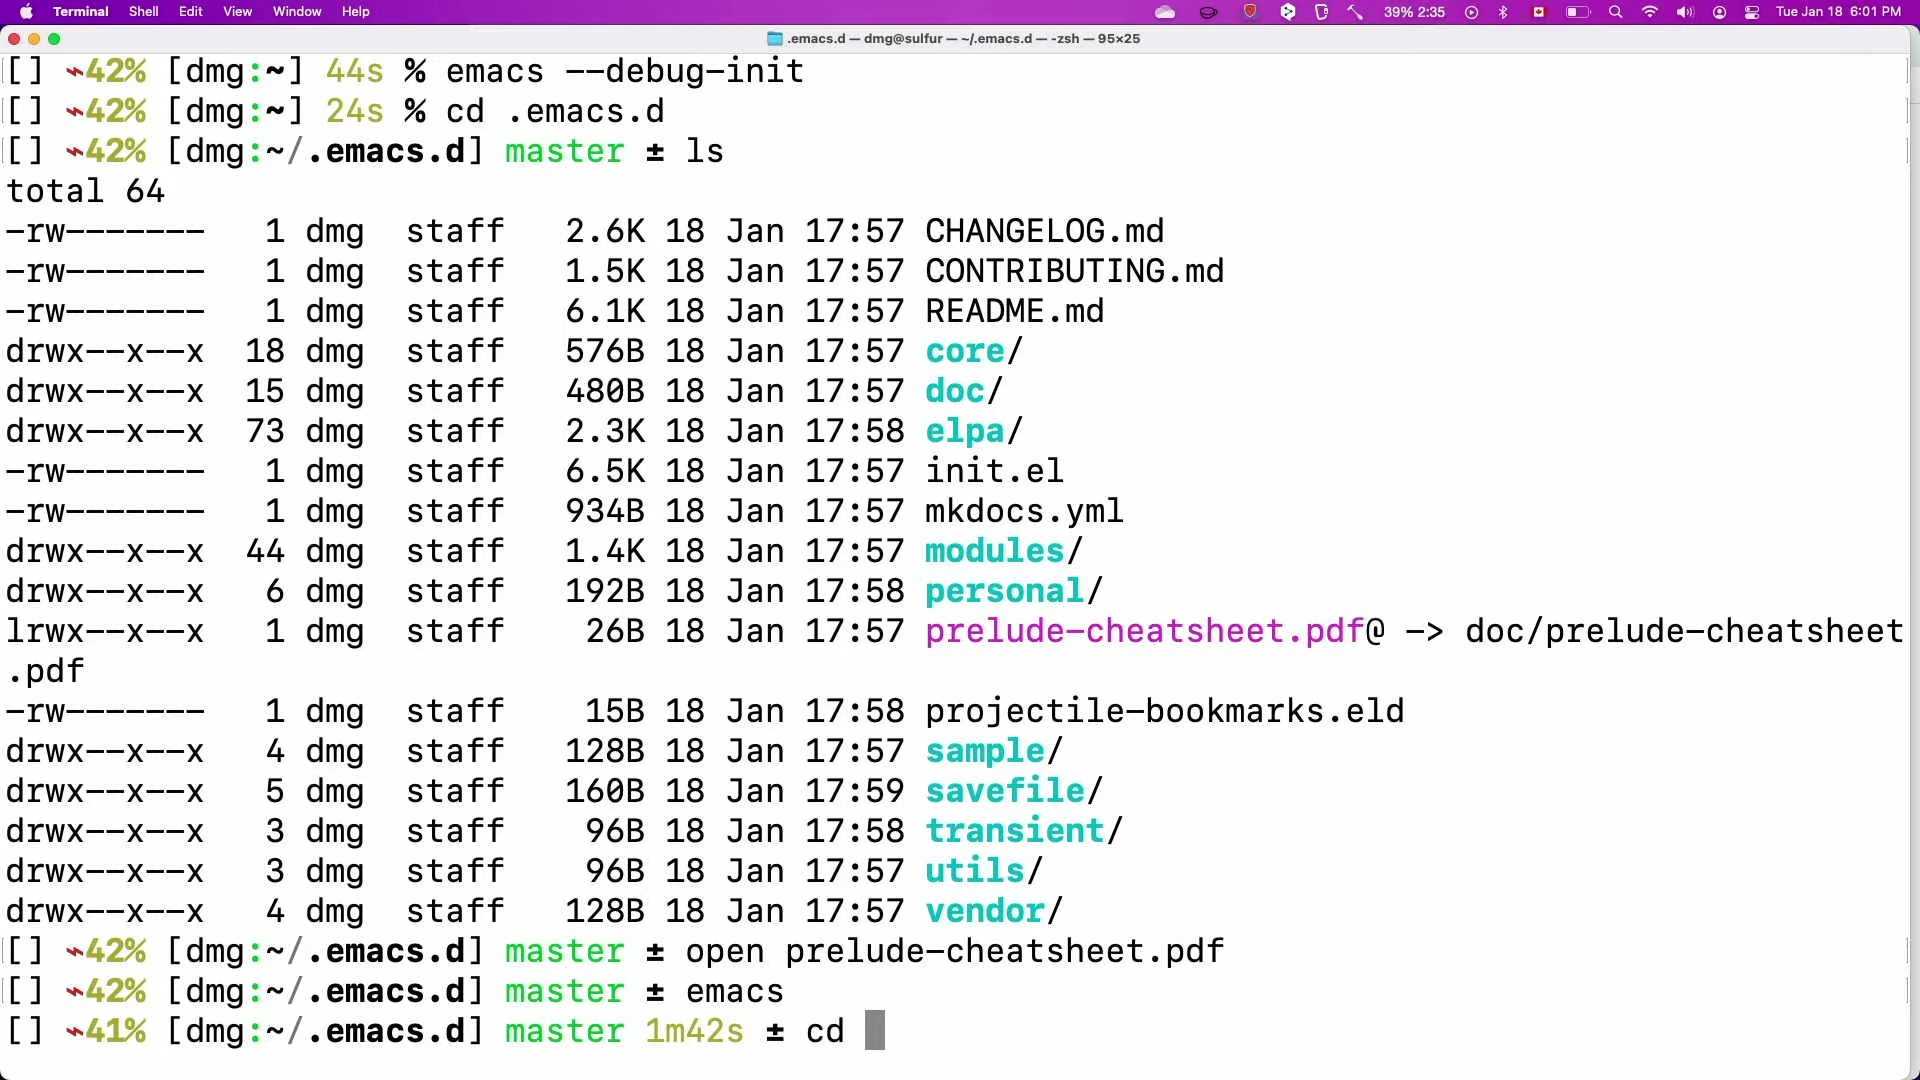 Terminal Shell Edit View Window Help 39% 2:35 Tue Jan 18 6:01 PM
.emacs.d — dmg@sulfur — ~/.emacs.d — -zsh — 95×25
[] 42% [dmg:~] 44s % emacs --debug-init
[] 42% [dmg:~] 24s % cd .emacs.d
[] 42% [dmg:~/.emacs.d] master ± ls
total 64
-rw------- 1 dmg staff 2.6K 18 Jan 17:57 CHANGELOG.md
-rw------- 1 dmg staff 1.5K 18 Jan 17:57 CONTRIBUTING.md
-rw------- 1 dmg staff 6.1K 18 Jan 17:57 README.md
drwx--x--x 18 dmg staff 576B 18 Jan 17:57 core/
drwx--x--x 15 dmg staff 480B 18 Jan 17:57 doc/
drwx--x--x 73 dmg staff 2.3K 18 Jan 17:58 elpa/
-rw------- 1 dmg staff 6.5K 18 Jan 17:57 init.el
-rw------- 1 dmg staff 934B 18 Jan 17:57 mkdocs.yml
drwx--x--x 44 dmg staff 1.4K 18 Jan 17:57 modules/
drwx--x--x 6 dmg staff 192B 18 Jan 17:58 personal/
lrwx--x--x 1 dmg staff 26B 18 Jan 17:57 prelude-cheatsheet.pdf@ -> doc/prelude-cheatsheet
.pdf
-rw------- 1 dmg staff 15B 18 Jan 17:58 projectile-bookmarks.eld
drwx--x--x 4 dmg staff 128B 18 Jan 17:57 sample/
drwx--x--x 5 dmg staff 160B 18 Jan 17:59 savefile/
drwx--x--x 3 dmg staff 96B 18 Jan 17:58 transient/
drwx--x--x 3 dmg staff 96B 18 Jan 17:57 utils/
drwx--x--x 4 dmg staff 128B 18 Jan 17:57 vendor/
[] 42% [dmg:~/.emacs.d] master ± open prelude-cheatsheet.pdf
[] 42% [dmg:~/.emacs.d] master ± emacs
[] 41% [dmg:~/.emacs.d] master 1m42s ± cd